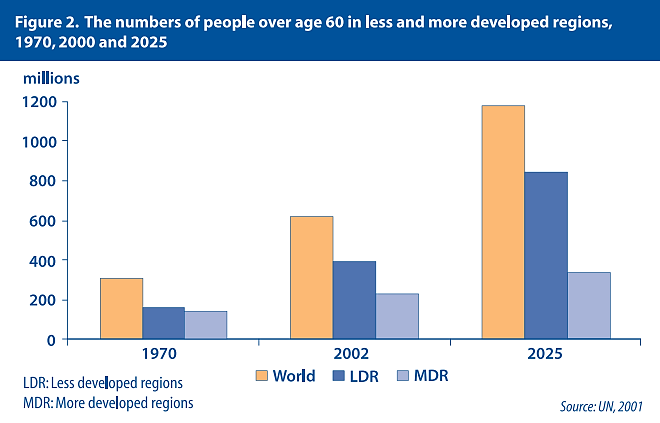 Figure 2. The numbers of people over age 60 in less and more developed regions,
1970, 2000 and 2025
millions
1200
1000
800
600
400
200
0
1970 2002 2025
World LDR MDR
LDR: Less developed regions
MDR: More developed regions
Source: UN, 2001